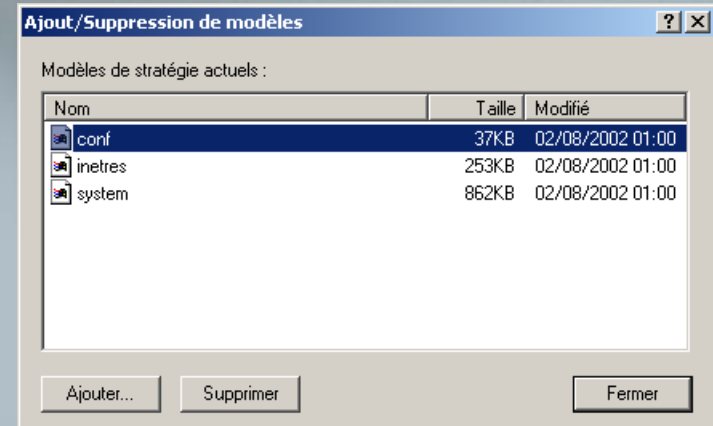 Ajout/Suppression de modèles
Modèles de stratégie actuels :
Nom Taille Modifié
conf 37KB 02/08/2002 01:00
inetres 253KB 02/08/2002 01:00
system 862KB 02/08/2002 01:00
Ajouter... Supprimer Fermer